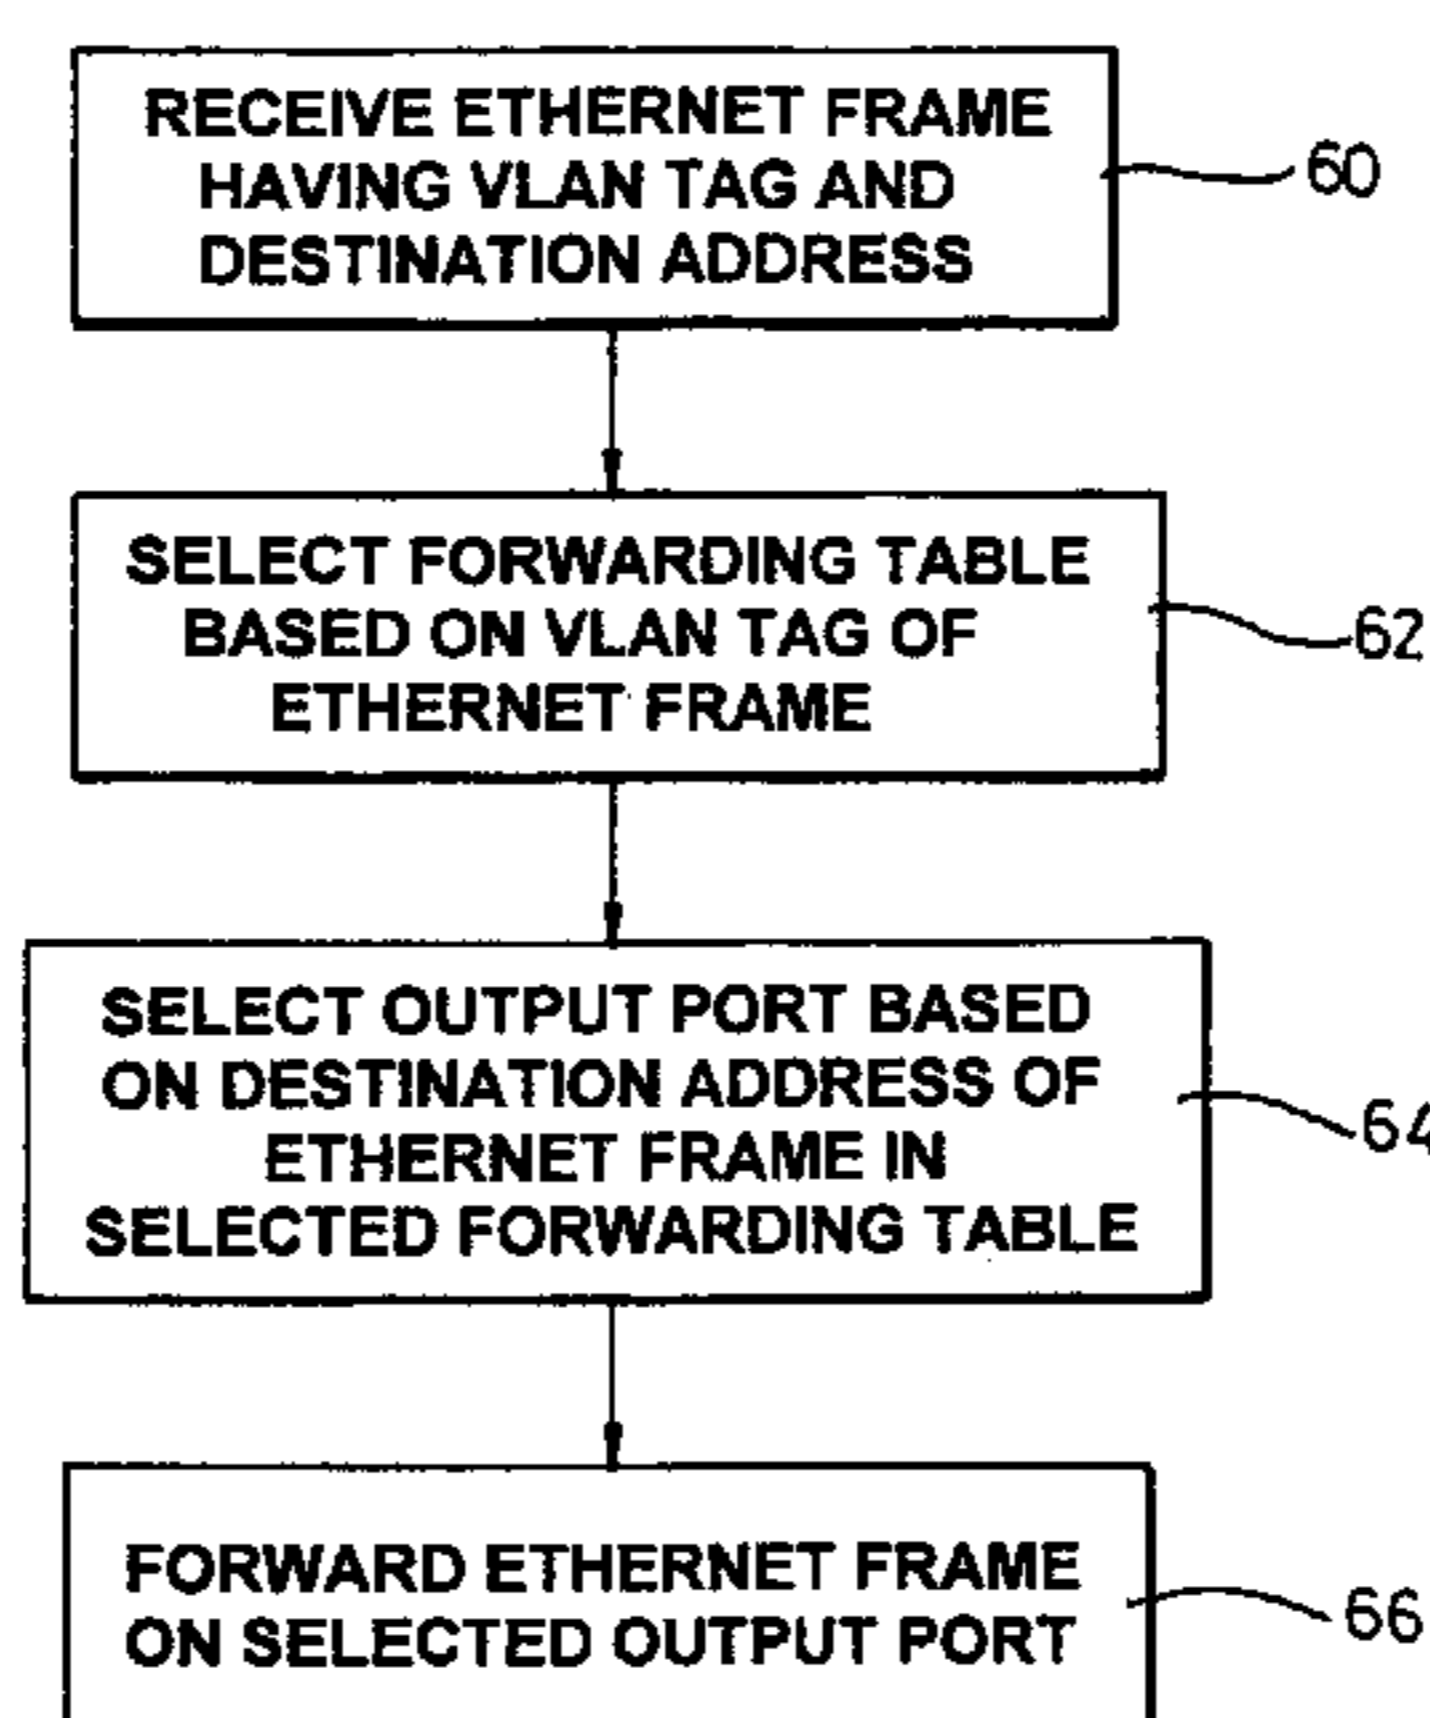 RECEIVE ETHERNET FRAME
HAVING VLAN TAG AND
DESTINATION ADDRESS
60
SELECT FORWARDING TABLE
BASED ON VLAN TAG OF
ETHERNET FRAME
62
SELECT OUTPUT PORT BASED
ON DESTINATION ADDRESS OF
ETHERNET FRAME IN
SELECTED FORWARDING TABLE
64
FORWARD ETHERNET FRAME
ON SELECTED OUTPUT PORT
66